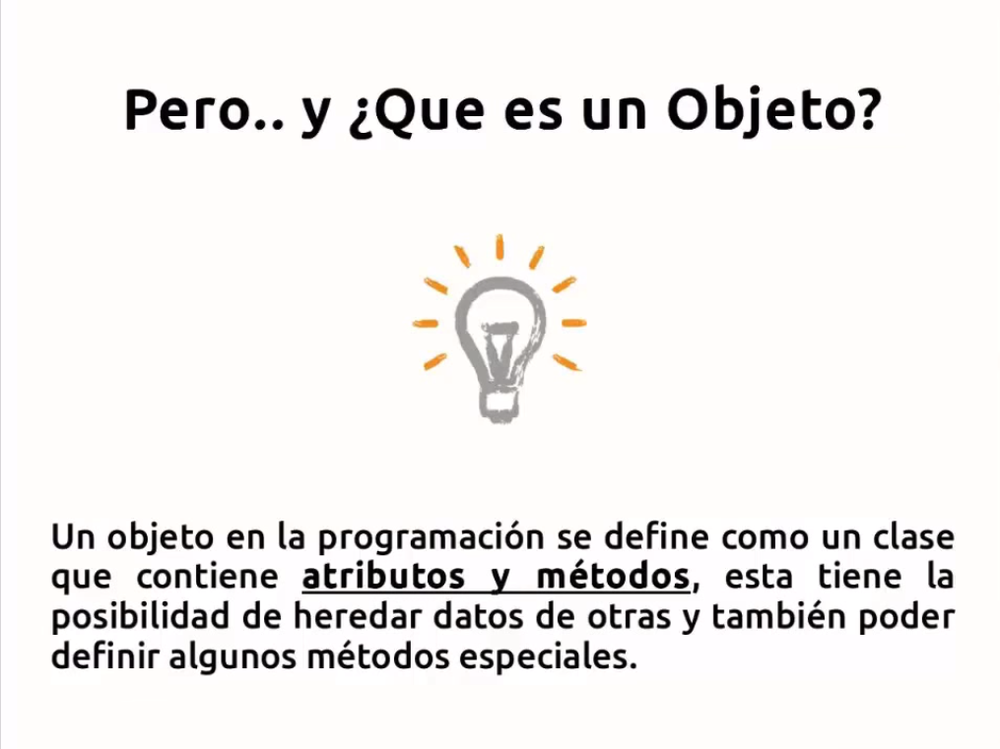 Pero.. y ¿Que es un Objeto?
Un objeto en la programación se define como un clase
que contiene atributos y métodos, esta tiene la
posibilidad de heredar datos de otras y también poder
definir algunos métodos especiales.